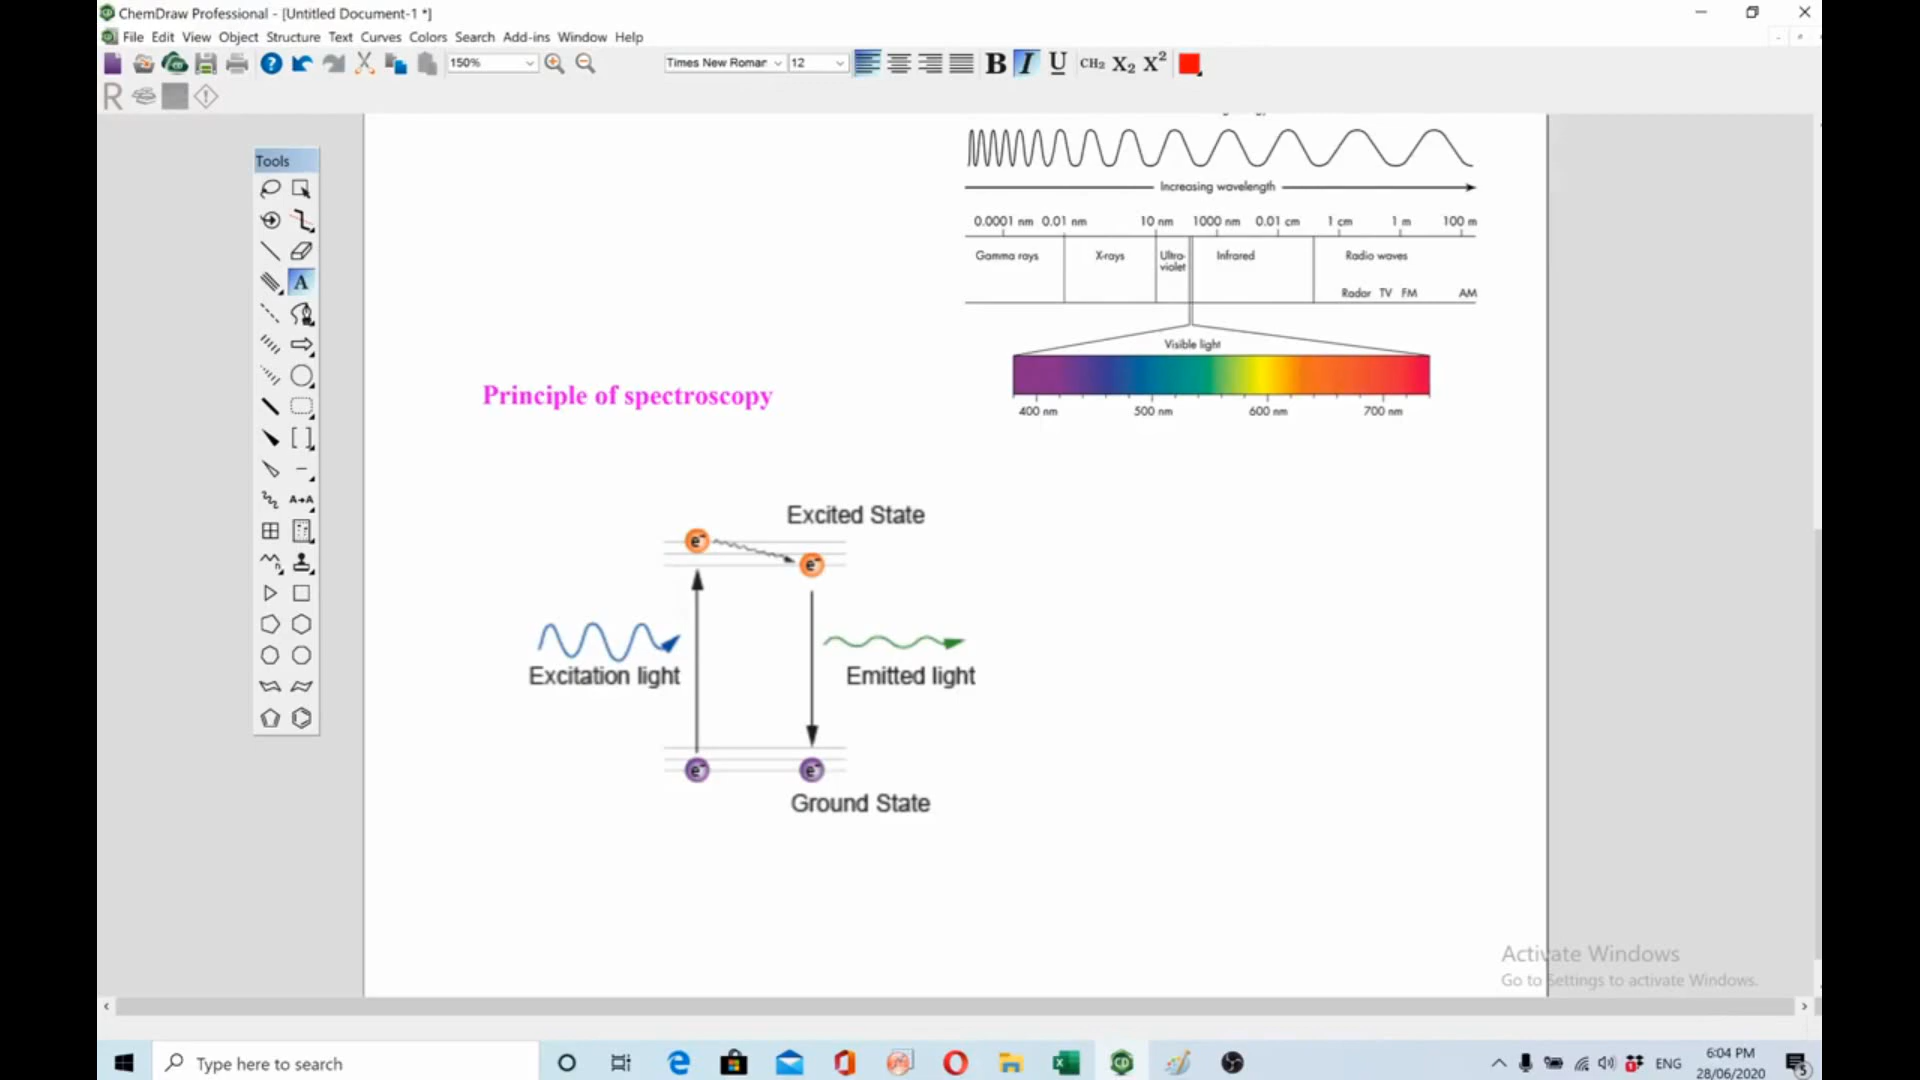 ChemDraw Professional - [Untitled Document-1 *]
File Edit View Object Structure Text Curves Colors Search Add-ins Window Help
150% Times New Roman 12 B I U CH2 X2 X2
Tools
A
Increasing wavelength
0.0001 nm 0.01 nm 10 nm 1000 nm 0.01 cm 1 cm 1 m 100 m
Gamma rays X-rays Ultra-violet Infrared Radio waves
Radar TV FM AM
Visible light
400 nm 500 nm 600 nm 700 nm
Principle of spectroscopy
Excited State
e- e-
Excitation light Emitted light
e- e-
Ground State
Activate Windows
Go to Settings to activate Windows.
Type here to search
ENG 6:04 PM
28/06/2020
5